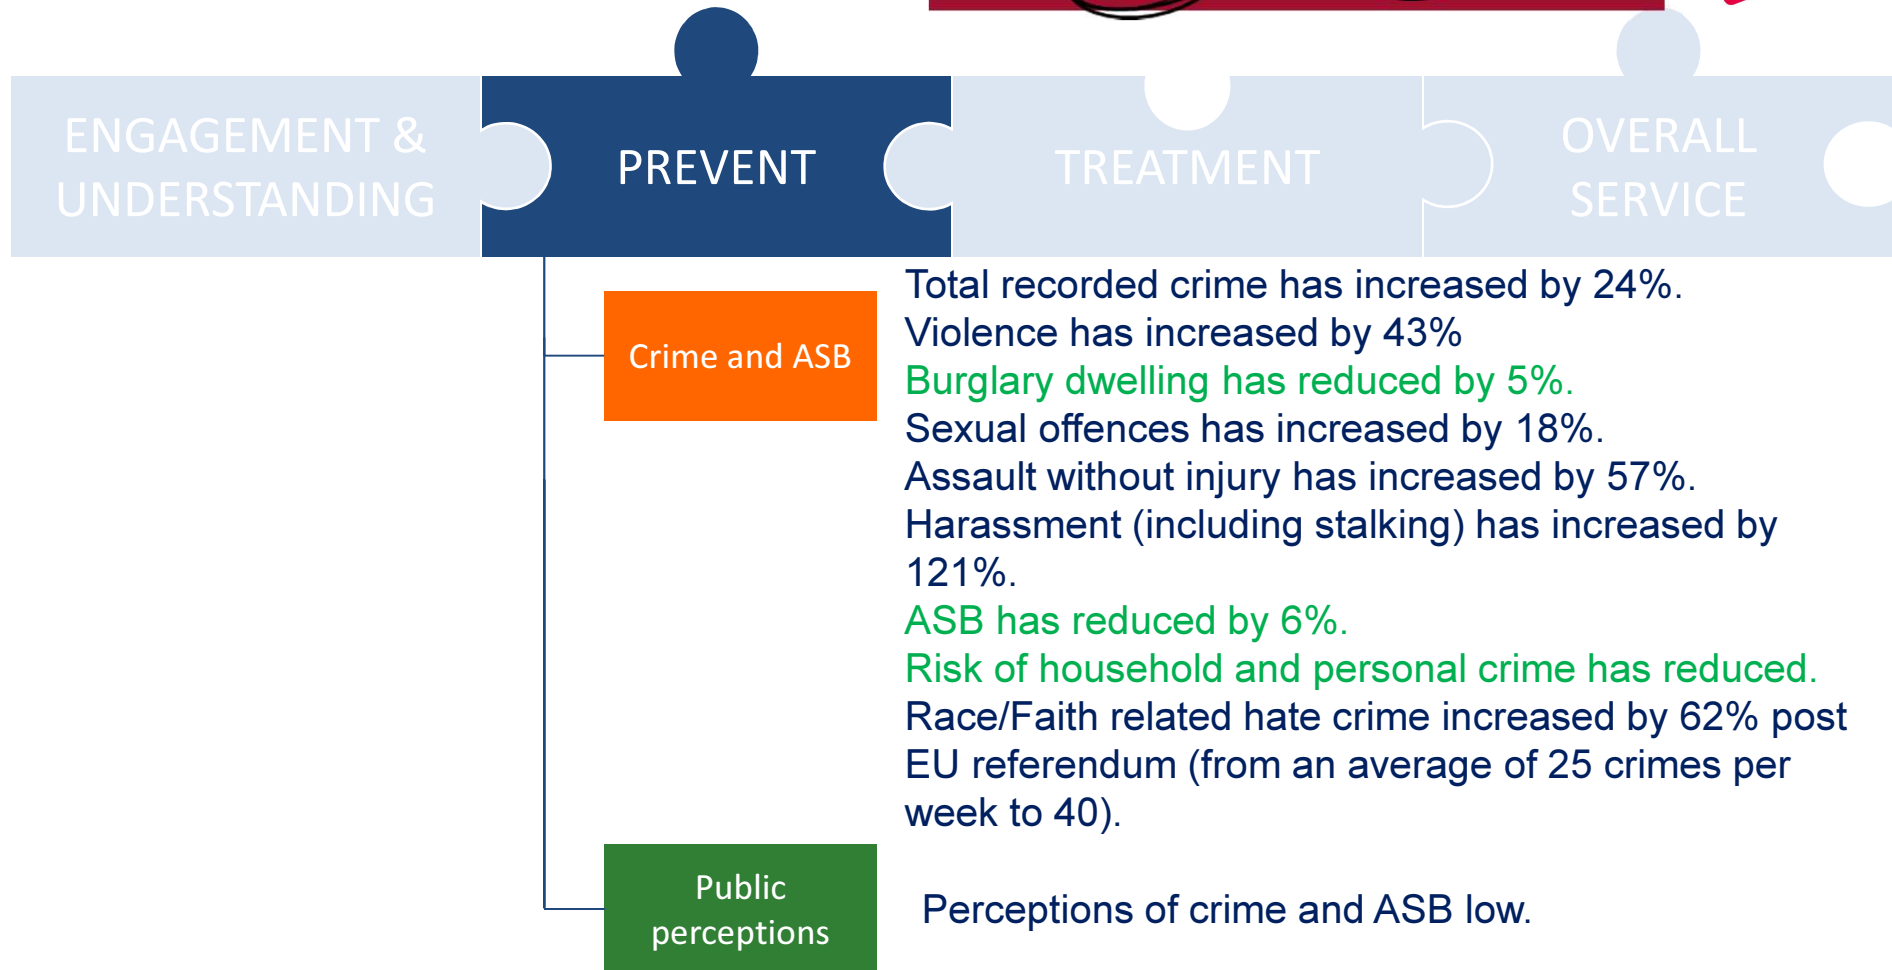 ENGAGEMENT &
UNDERSTANDING
PREVENT
TREATMENT
OVERALL
SERVICE
Crime and ASB
Total recorded crime has increased by 24%.
Violence has increased by 43%
Burglary dwelling has reduced by 5%.
Sexual offences has increased by 18%.
Assault without injury has increased by 57%.
Harassment (including stalking) has increased by
121%.
ASB has reduced by 6%.
Risk of household and personal crime has reduced.
Race/Faith related hate crime increased by 62% post
EU referendum (from an average of 25 crimes per
week to 40).
Public
perceptions
Perceptions of crime and ASB low.